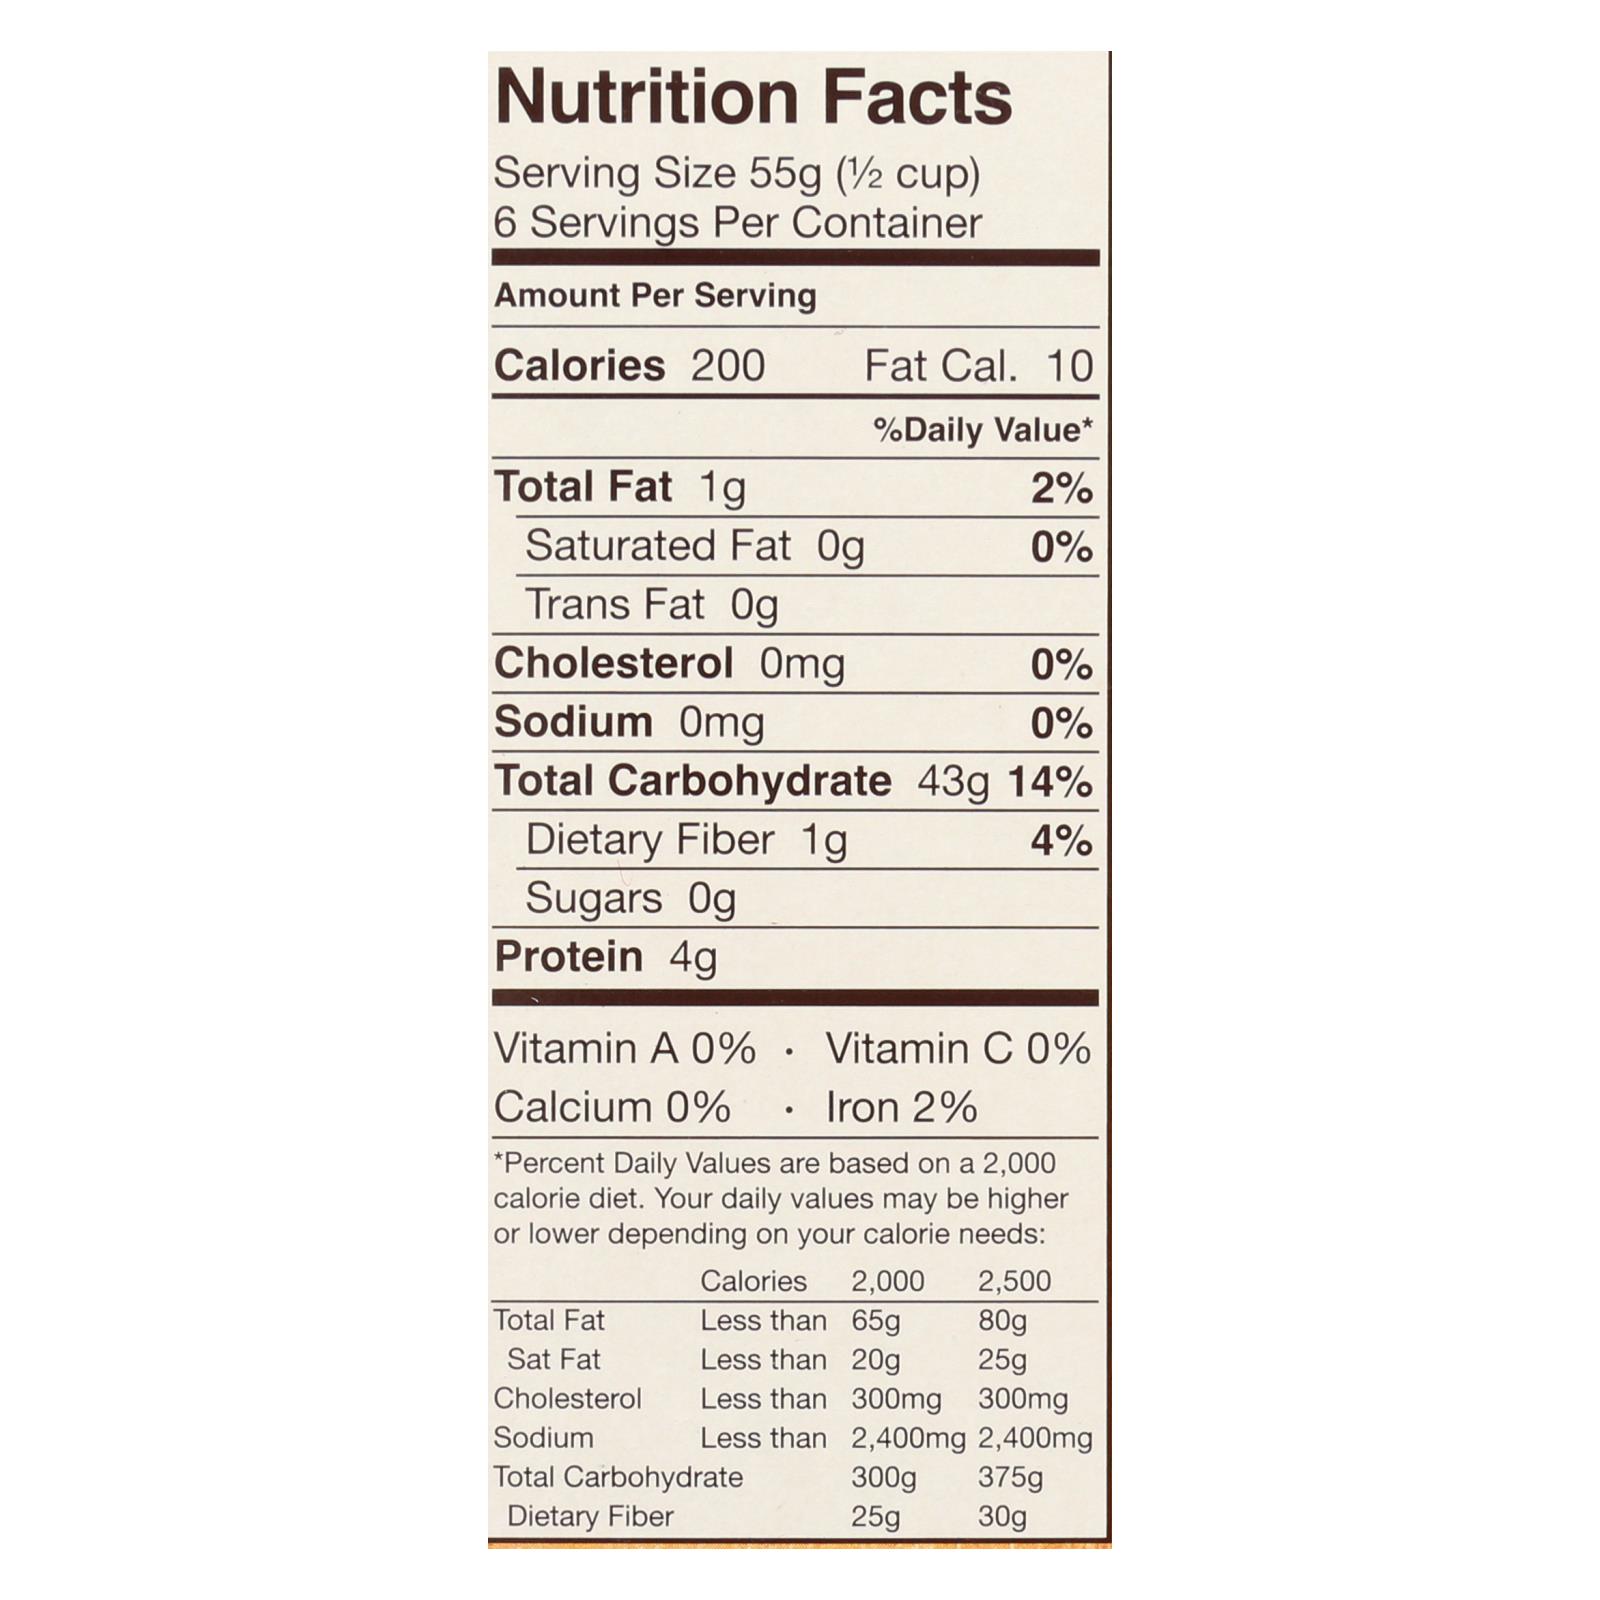 Nutrition Facts
Serving Size 55g (½ cup)
6 Servings Per Container
Amount Per Serving
Calories 200 Fat Cal. 10
%Daily Value*
Total Fat 1g 2%
Saturated Fat 0g 0%
Trans Fat 0g
Cholesterol 0mg 0%
Sodium 0mg 0%
Total Carbohydrate 43g 14%
Dietary Fiber 1g 4%
Sugars 0g
Protein 4g
Vitamin A 0% · Vitamin C 0%
Calcium 0% · Iron 2%
*Percent Daily Values are based on a 2,000
calorie diet. Your daily values may be higher
or lower depending on your calorie needs:
Calories 2,000 2,500
Total Fat Less than 65g 80g
Sat Fat Less than 20g 25g
Cholesterol Less than 300mg 300mg
Sodium Less than 2,400mg 2,400mg
Total Carbohydrate 300g 375g
Dietary Fiber 25g 30g